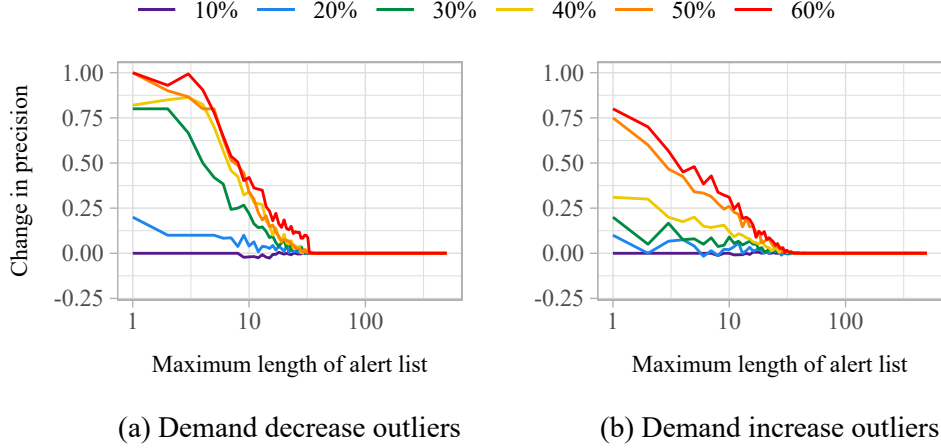 10% 20% 30% 40% 50% 60%
Change in precision
1.00
0.75
0.50
0.25
0.00
-0.25
1 10 100
Maximum length of alert list
(a) Demand decrease outliers
1.00
0.75
0.50
0.25
0.00
-0.25
1 10 100
Maximum length of alert list
(b) Demand increase outliers